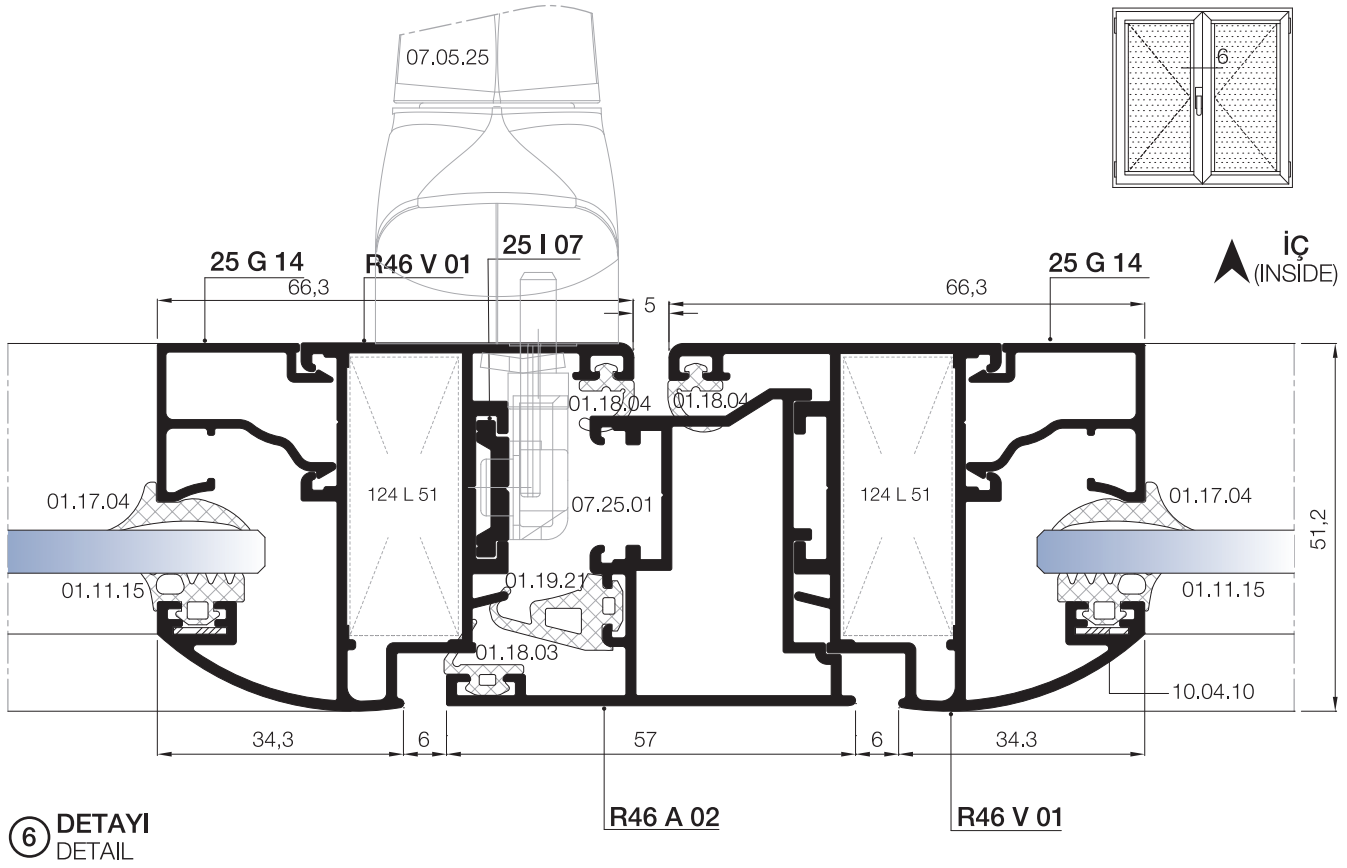 07.05.25
6
25 G 14
R46 V 01
25 I 07
25 G 14
İÇ
(INSIDE)
66,3
5
66,3
01.18.04
01.18.04
01.17.04
124 L 51
07.25.01
124 L 51
01.17.04
51,2
01.11.15
01.19.21
01.11.15
01.18.03
10.04.10
34,3
6
57
6
34.3
R46 A 02
R46 V 01
6 DETAYI
DETAIL